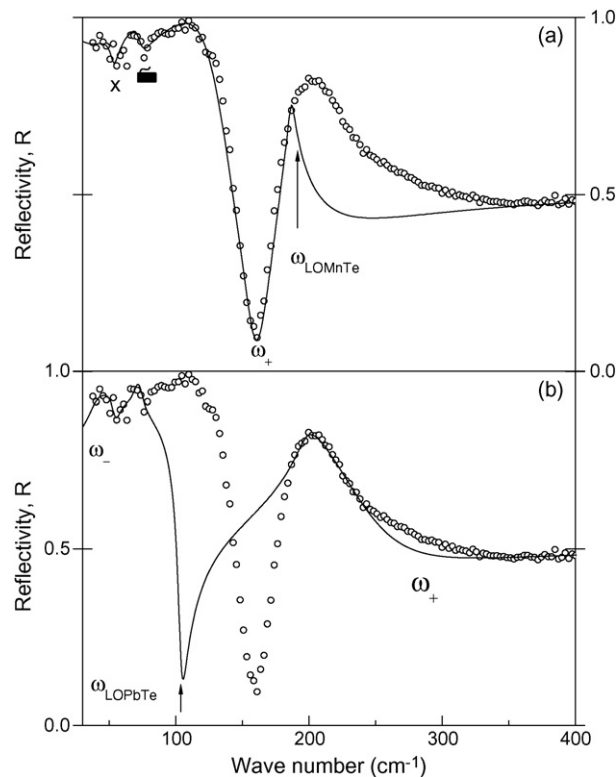 1.0
(a)
x
~
Reflectivity, R
0.5
ω_LOMnTe
ω_+
0.0
1.0
(b)
ω_-
Reflectivity, R
0.5
ω_+
ω_LOPbTe
0.0
100 200 300 400
Wave number (cm⁻¹)